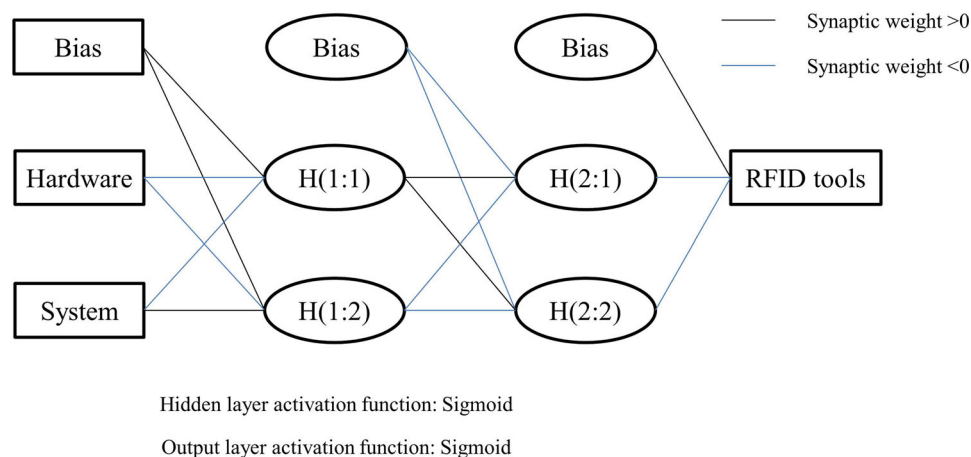 Bias
Bias
Bias
Synaptic weight >0
Synaptic weight <0
Hardware
H(1:1)
H(2:1)
RFID tools
System
H(1:2)
H(2:2)
Hidden layer activation function: Sigmoid
Output layer activation function: Sigmoid